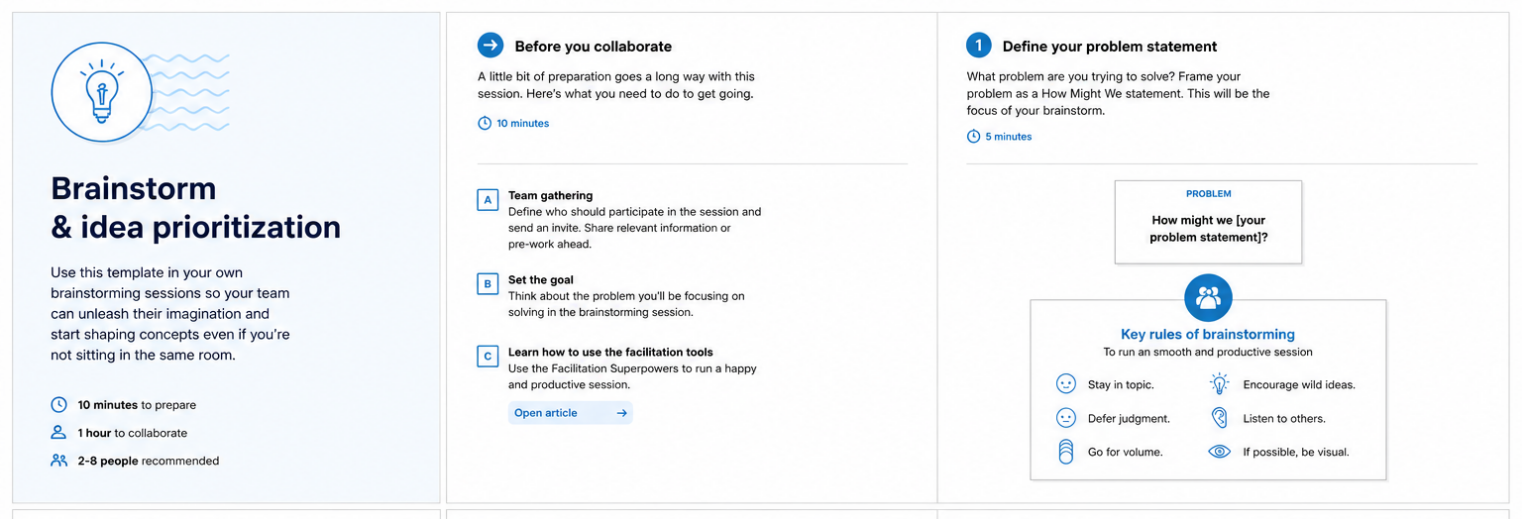 Brainstorm
& idea prioritization
Use this template in your own
brainstorming sessions so your team
can unleash their imagination and
start shaping concepts even if you're
not sitting in the same room.
10 minutes to prepare
1 hour to collaborate
2-8 people recommended
→ Before you collaborate
A little bit of preparation goes a long way with this
session. Here's what you need to do to get going.
10 minutes
A Team gathering
Define who should participate in the session and
send an invite. Share relevant information or
pre-work ahead.
B Set the goal
Think about the problem you'll be focusing on
solving in the brainstorming session.
C Learn how to use the facilitation tools
Use the Facilitation Superpowers to run a happy
and productive session.
Open article →
1 Define your problem statement
What problem are you trying to solve? Frame your
problem as a How Might We statement. This will be the
focus of your brainstorm.
5 minutes
PROBLEM
How might we [your
problem statement]?
Key rules of brainstorming
To run an smooth and productive session
Stay in topic.
Encourage wild ideas.
Defer judgment.
Listen to others.
Go for volume.
If possible, be visual.